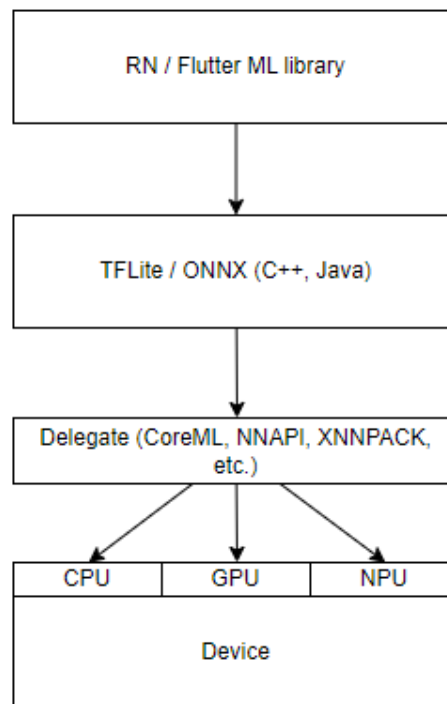 RN / Flutter ML library
TFLite / ONNX (C++, Java)
Delegate (CoreML, NNAPI, XNNPACK,
etc.)
CPU
GPU
NPU
Device